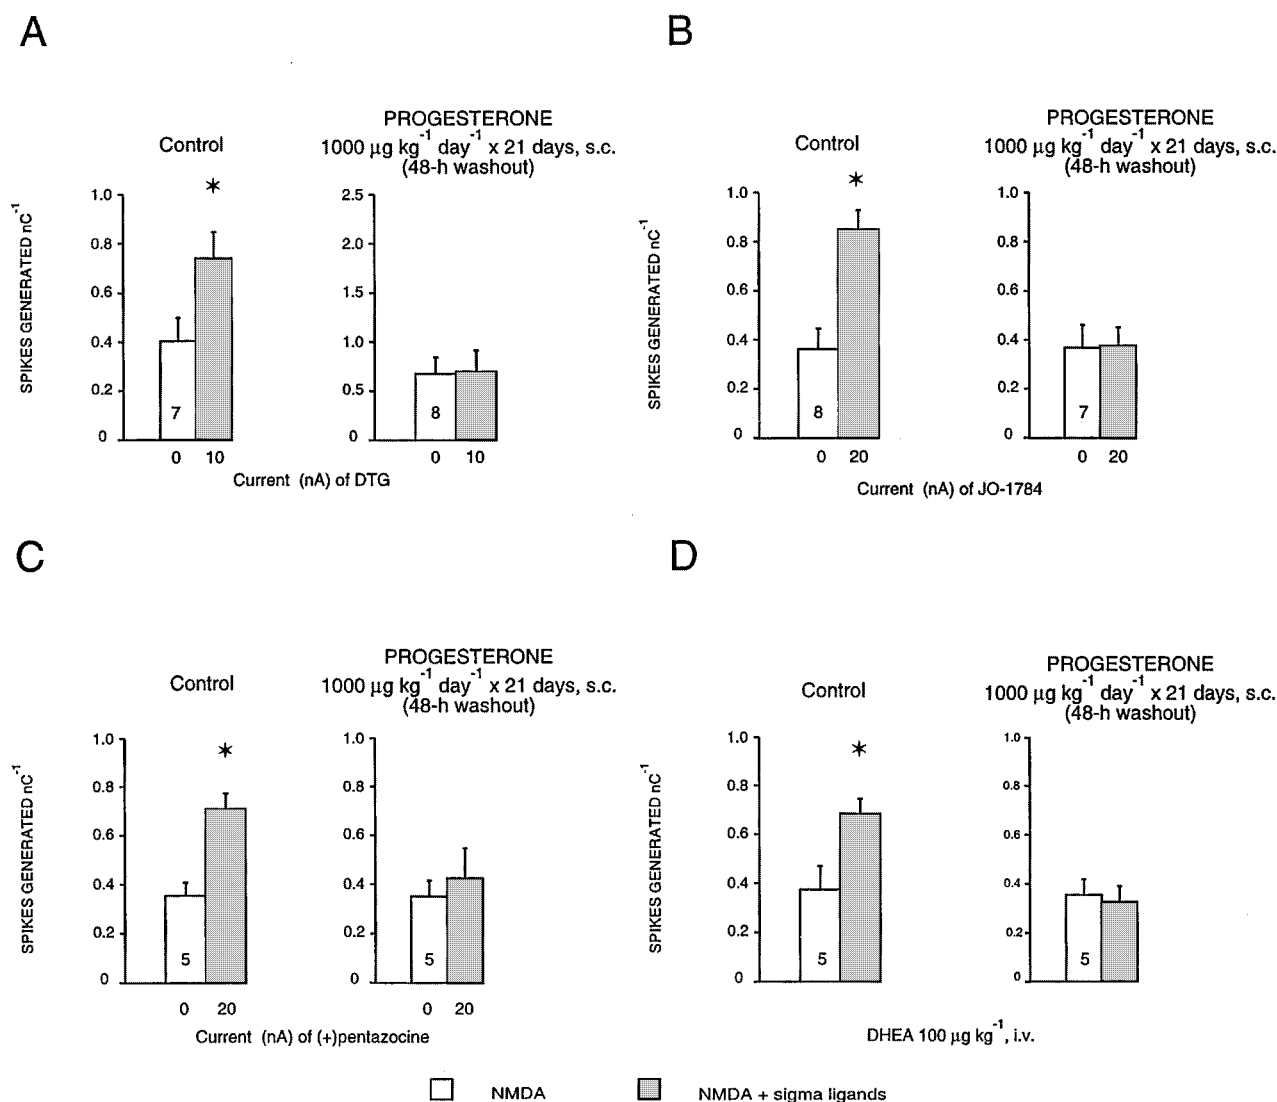 A
Control
PROGESTERONE
1000 µg kg⁻¹ day⁻¹ x 21 days, s.c.
(48-h washout)
*
SPIKES GENERATED nC⁻¹
1.0
0.8
0.6
0.4
0.2
0
7
0 10
2.5
2.0
1.5
1.0
0.5
0
8
0 10
Current (nA) of DTG
B
Control
PROGESTERONE
1000 µg kg⁻¹ day⁻¹ x 21 days, s.c.
(48-h washout)
*
SPIKES GENERATED nC⁻¹
1.0
0.8
0.6
0.4
0.2
0
8
0 20
1.0
0.8
0.6
0.4
0.2
0
7
0 20
Current (nA) of JO-1784
C
Control
PROGESTERONE
1000 µg kg⁻¹ day⁻¹ x 21 days, s.c.
(48-h washout)
*
SPIKES GENERATED nC⁻¹
1.0
0.8
0.6
0.4
0.2
0
5
0 20
1.0
0.8
0.6
0.4
0.2
0
5
0 20
Current (nA) of (+)pentazocine
D
Control
PROGESTERONE
1000 µg kg⁻¹ day⁻¹ x 21 days, s.c.
(48-h washout)
*
SPIKES GENERATED nC⁻¹
1.0
0.8
0.6
0.4
0.2
0
5
1.0
0.8
0.6
0.4
0.2
0
5
DHEA 100 µg kg⁻¹, i.v.
NMDA
NMDA + sigma ligands